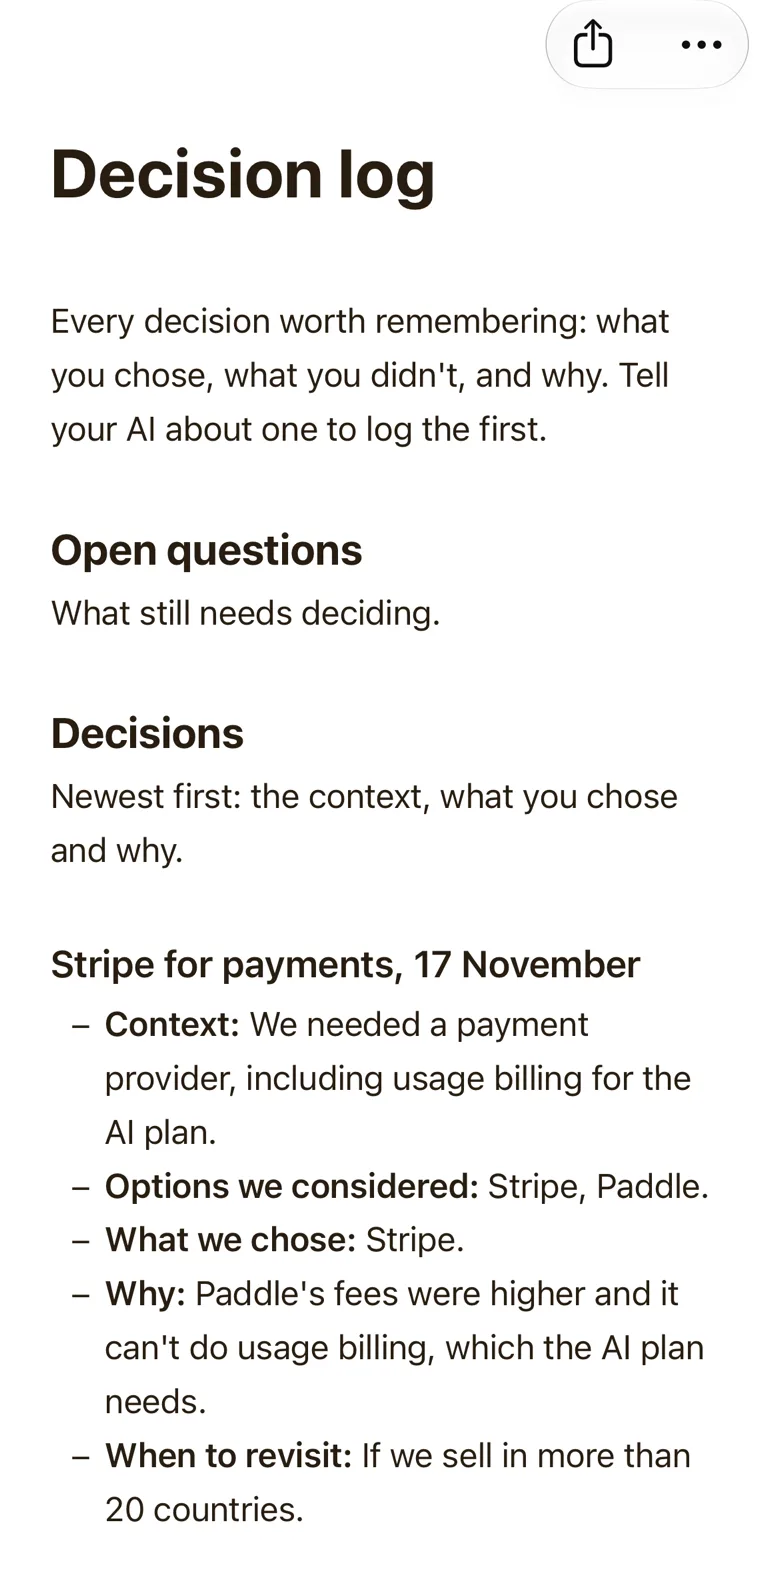 Decision log
Every decision worth remembering: what
you chose, what you didn't, and why. Tell
your AI about one to log the first.
Open questions
What still needs deciding.
Decisions
Newest first: the context, what you chose
and why.
Stripe for payments, 17 November
– Context: We needed a payment
provider, including usage billing for the
AI plan.
– Options we considered: Stripe, Paddle.
– What we chose: Stripe.
– Why: Paddle's fees were higher and it
can't do usage billing, which the AI plan
needs.
– When to revisit: If we sell in more than
20 countries.